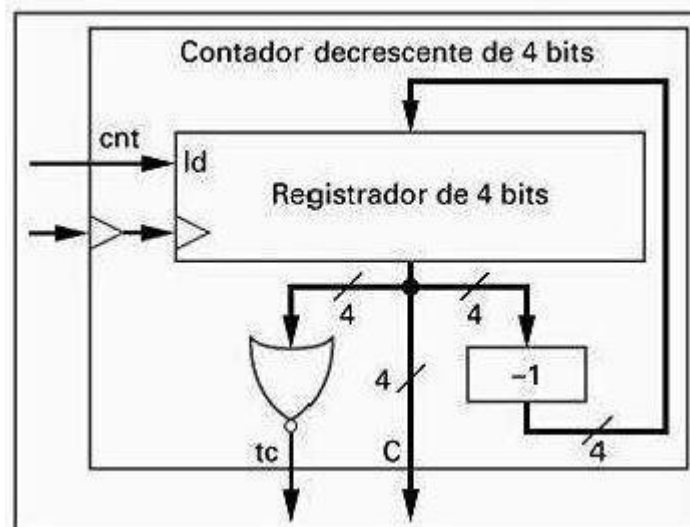 Contador decrescente de 4 bits
cnt
ld
Registrador de 4 bits
4
4
4
−1
4
tc
C